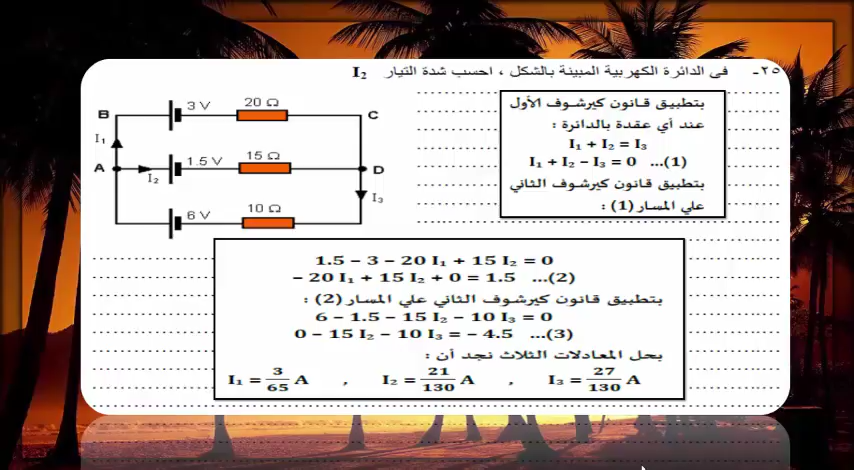 ٢٥- فى الدائرة الكهربية المبينة بالشكل ، احسب شدة التيار I₂
B
3 V
20 Ω
C
I₁
A
I₂
1.5 V
15 Ω
D
I₃
6 V
10 Ω
بتطبيق قانون كيرشوف الأول
عند أي عقدة بالدائرة :
I₁ + I₂ = I₃
I₁ + I₂ – I₃ = 0 ...(1)
بتطبيق قانون كيرشوف الثاني
علي المسار (1) :
1.5 – 3 – 20 I₁ + 15 I₂ = 0
– 20 I₁ + 15 I₂ + 0 = 1.5 ...(2)
بتطبيق قانون كيرشوف الثاني علي المسار (2) :
6 – 1.5 – 15 I₂ – 10 I₃ = 0
0 – 15 I₂ – 10 I₃ = – 4.5 ...(3)
بحل المعادلات الثلاث نجد أن :
I₁ = 3/65 A , I₂ = 21/130 A , I₃ = 27/130 A